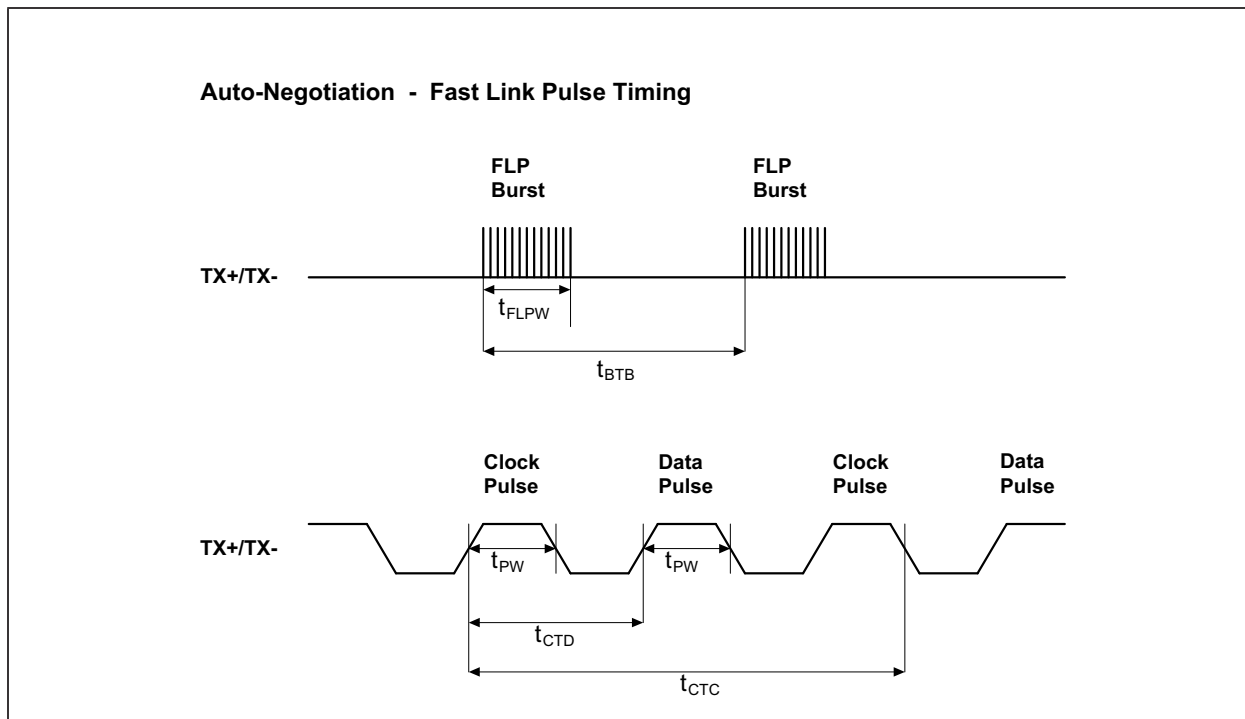 Auto-Negotiation - Fast Link Pulse Timing
FLP
Burst
FLP
Burst
TX+/TX-
tFLPW
tBTB
Clock
Pulse
Data
Pulse
Clock
Pulse
Data
Pulse
TX+/TX-
tPW
tPW
tCTD
tCTC